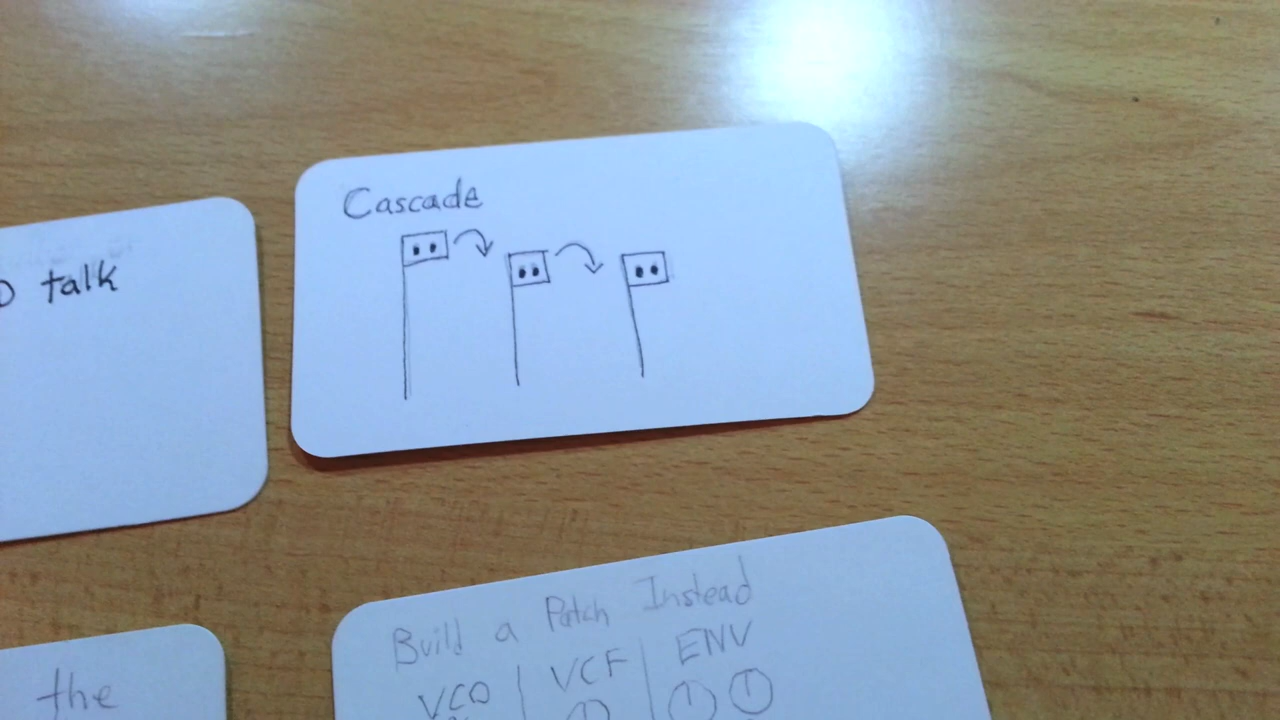 Cascade
talk
Build a Patch Instead
VCO VCF ENV
the